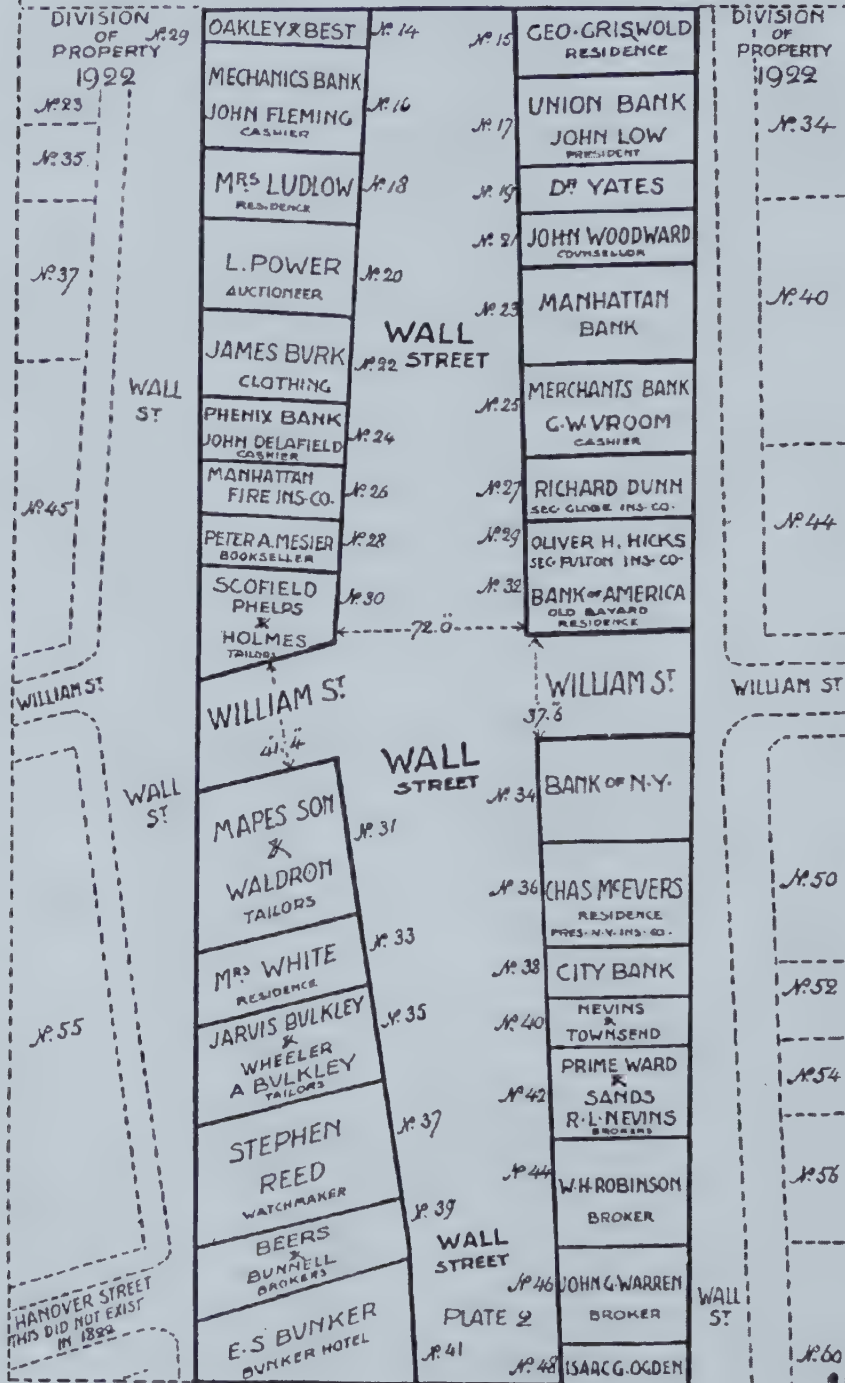 DIVISION
OF
PROPERTY
1922
No. 29
No. 23
No. 35
No. 37
No. 45
WALL
ST
WILLIAM ST
WALL
ST
No. 55
HANOVER STREET
THIS DID NOT EXIST
IN 1822
OAKLEY & BEST
No. 14
MECHANICS BANK
JOHN FLEMING
CASHIER
No. 16
MRS LUDLOW
RESIDENCE
No. 18
L. POWER
AUCTIONEER
No. 20
JAMES BURK
CLOTHING
No. 22
PHENIX BANK
JOHN DELAFIELD
CASHIER
No. 24
MANHATTAN
FIRE INS. CO.
No. 26
PETER A. MESIER
BOOKSELLER
No. 28
SCOFIELD
PHELPS
&
HOLMES
TAILORS
No. 30
WILLIAM ST.
MAPES SON
&
WALDRON
TAILORS
No. 31
MRS WHITE
RESIDENCE
No. 33
JARVIS BULKLEY
&
WHEELER
A BULKLEY
TAILORS
No. 35
STEPHEN
REED
WATCHMAKER
No. 37
BEERS
&
BUNNELL
BROKERS
No. 39
E. S BUNKER
BUNKER HOTEL
No. 41
WALL
STREET
72.0
WALL
STREET
WALL
STREET
PLATE 2
No. 15
GEO. GRISWOLD
RESIDENCE
No. 17
UNION BANK
JOHN LOW
PRESIDENT
No. 19
DR YATES
No. 21
JOHN WOODWARD
COUNSELLOR
No. 23
MANHATTAN
BANK
No. 25
MERCHANTS BANK
G. W. VROOM
CASHIER
No. 27
RICHARD DUNN
SEC GLOBE INS. CO.
No. 29
OLIVER H. HICKS
SEC FULTON INS. CO.
No. 32
BANK OF AMERICA
OLD BAYARD
RESIDENCE
WILLIAM ST.
No. 34
BANK OF N.Y.
No. 36
CHAS McEVERS
RESIDENCE
PRES. N.Y. INS. CO.
No. 38
CITY BANK
No. 40
NEVINS
&
TOWNSEND
No. 42
PRIME WARD
&
SANDS
R. L. NEVINS
BROKERS
No. 44
W. H. ROBINSON
BROKER
No. 46
JOHN G. WARREN
BROKER
No. 48
ISAAC G. OGDEN
DIVISION
OF
PROPERTY
1922
No. 34
No. 40
No. 44
WILLIAM ST
No. 50
No. 52
No. 54
No. 56
WALL
ST
No. 60